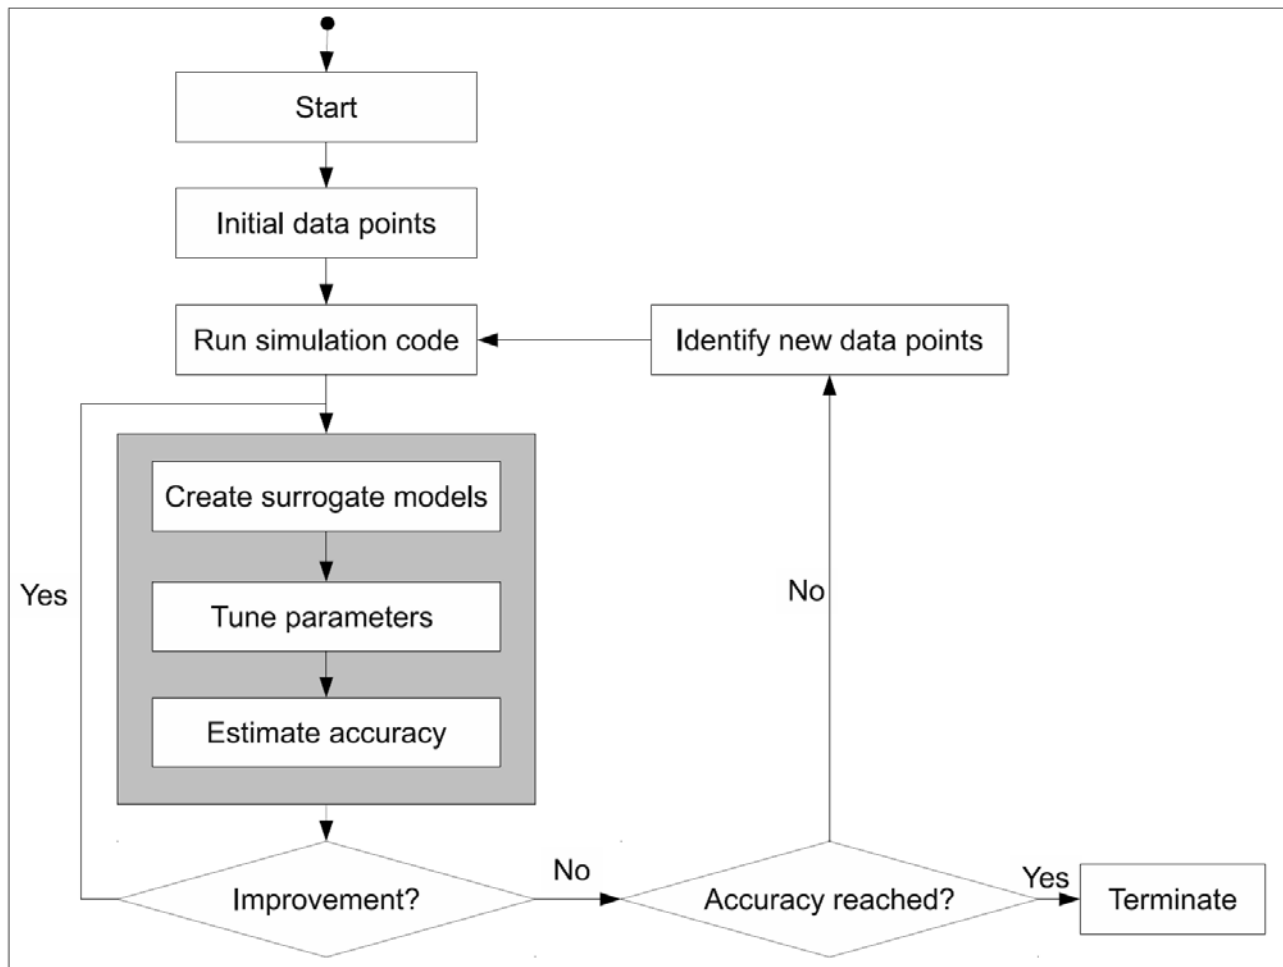 Start
Initial data points
Run simulation code
Identify new data points
Create surrogate models
Yes
Tune parameters
No
Estimate accuracy
Improvement?
No
Accuracy reached?
Yes
Terminate